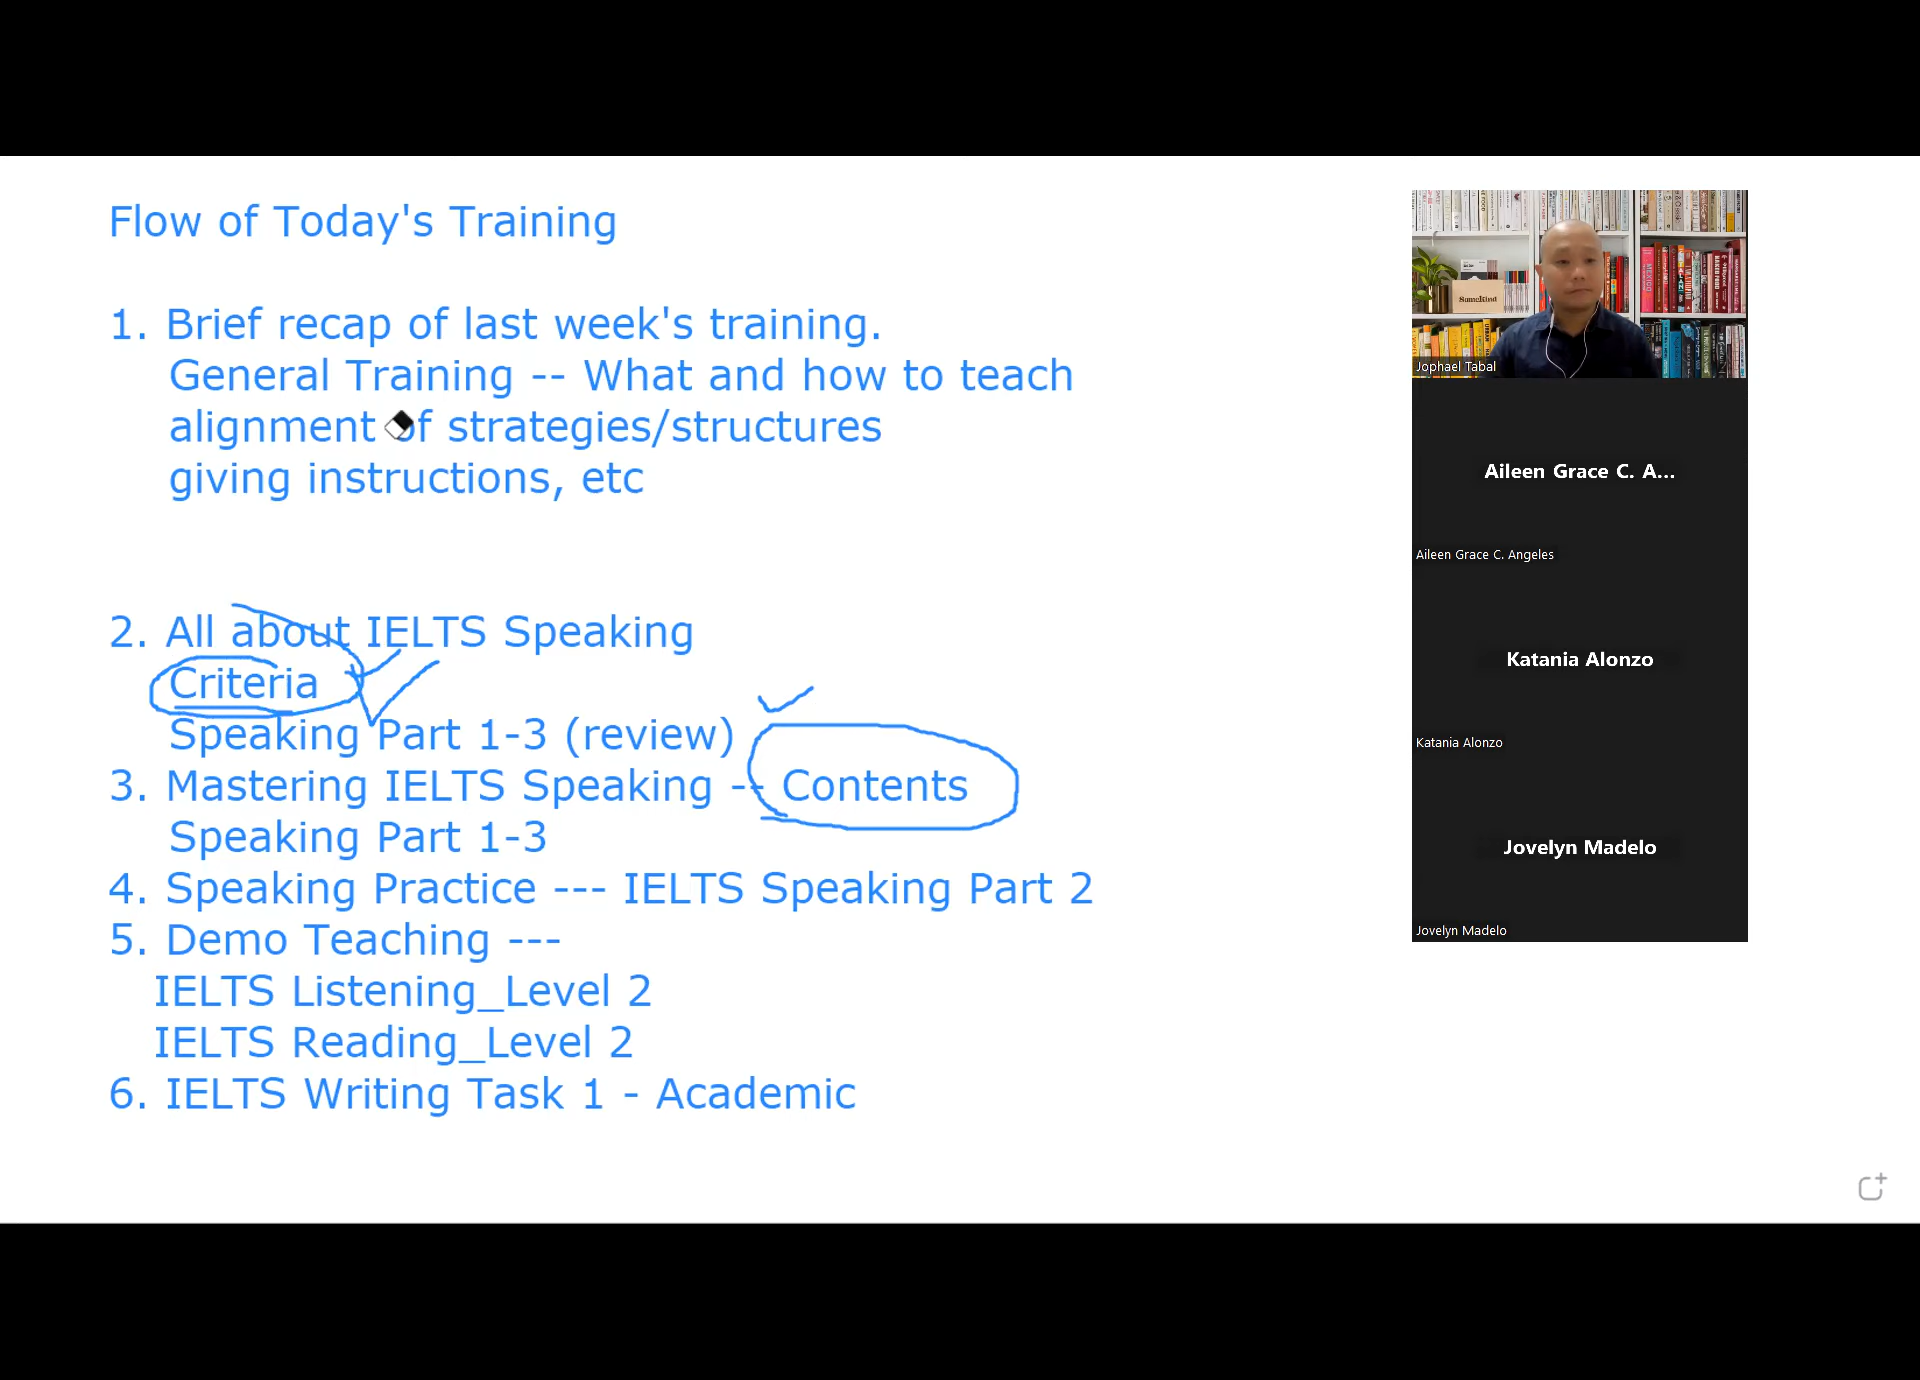 Flow of Today's Training
1. Brief recap of last week's training.
General Training -- What and how to teach
alignment of strategies/structures
giving instructions, etc
2. All about IELTS Speaking
Criteria
Speaking Part 1-3 (review)
3. Mastering IELTS Speaking -- Contents
Speaking Part 1-3
4. Speaking Practice --- IELTS Speaking Part 2
5. Demo Teaching ---
IELTS Listening_Level 2
IELTS Reading_Level 2
6. IELTS Writing Task 1 - Academic
SomeKind
Jophael Tabal
Aileen Grace C. A...
Aileen Grace C. Angeles
Katania Alonzo
Katania Alonzo
Jovelyn Madelo
Jovelyn Madelo